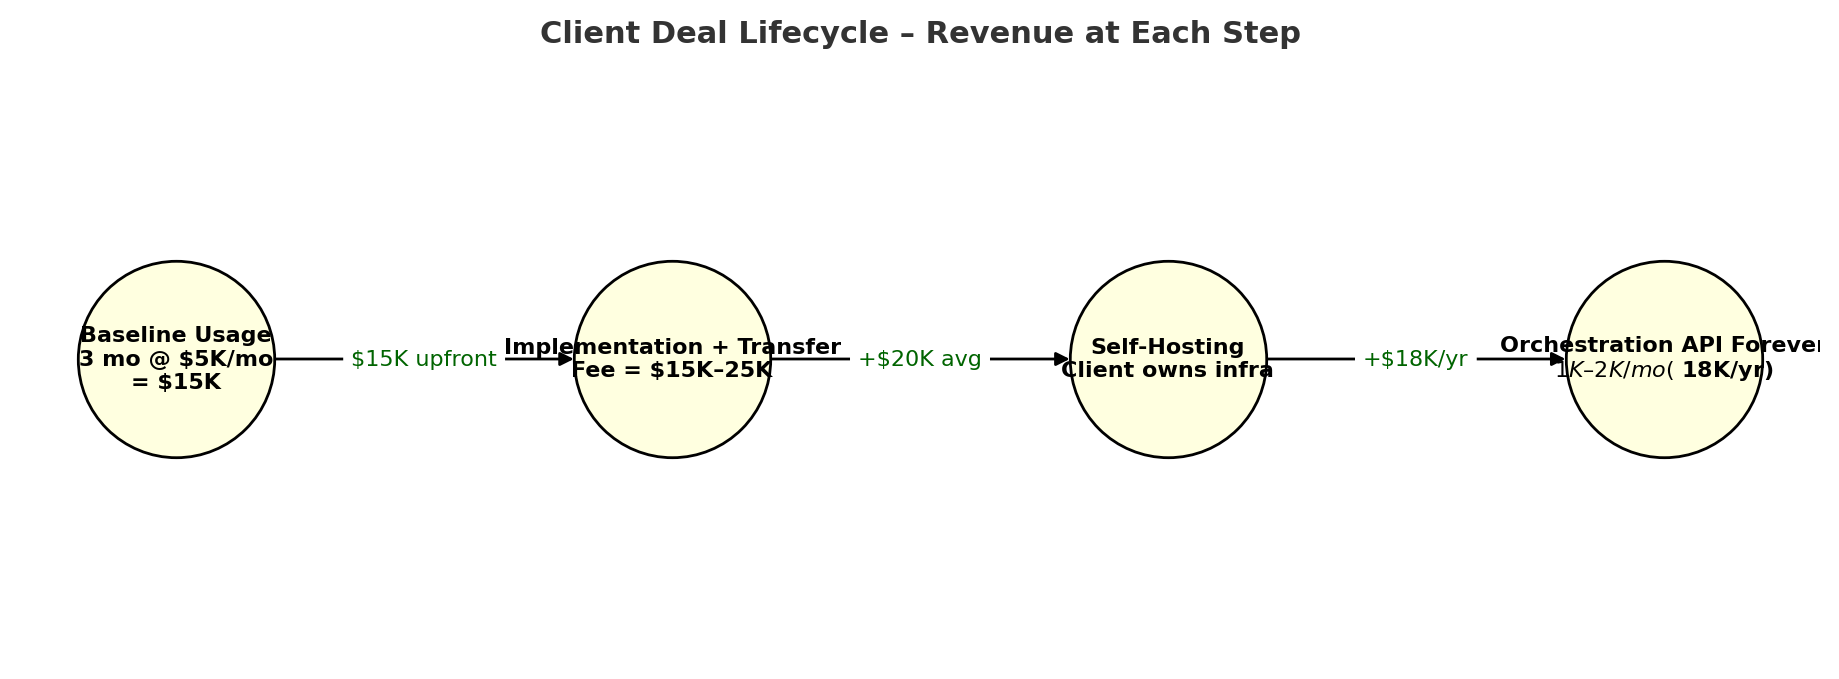 Client Deal Lifecycle – Revenue at Each Step
Baseline Usage
3 mo @ $5K/mo
= $15K
$15K upfront
Implementation + Transfer
Fee = $15K–25K
+$20K avg
Self-Hosting
Client owns infra
+$18K/yr
Orchestration API Forever
1K–2K/mo( 18K/yr)